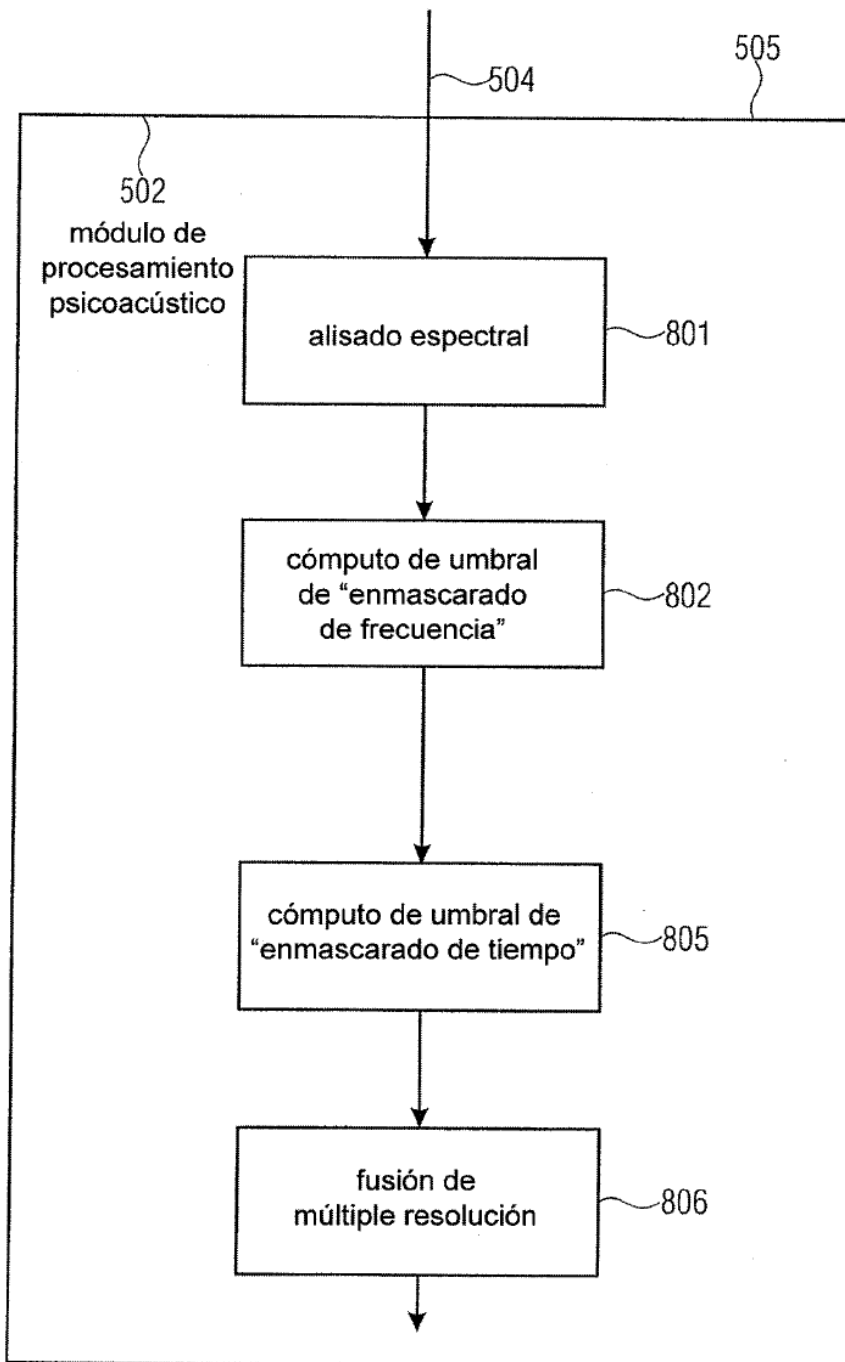 504
505
502
módulo de
procesamiento
psicoacústico
alisado espectral
801
cómputo de umbral
de “enmascarado
de frecuencia”
802
cómputo de umbral de
“enmascarado de tiempo”
805
fusión de
múltiple resolución
806